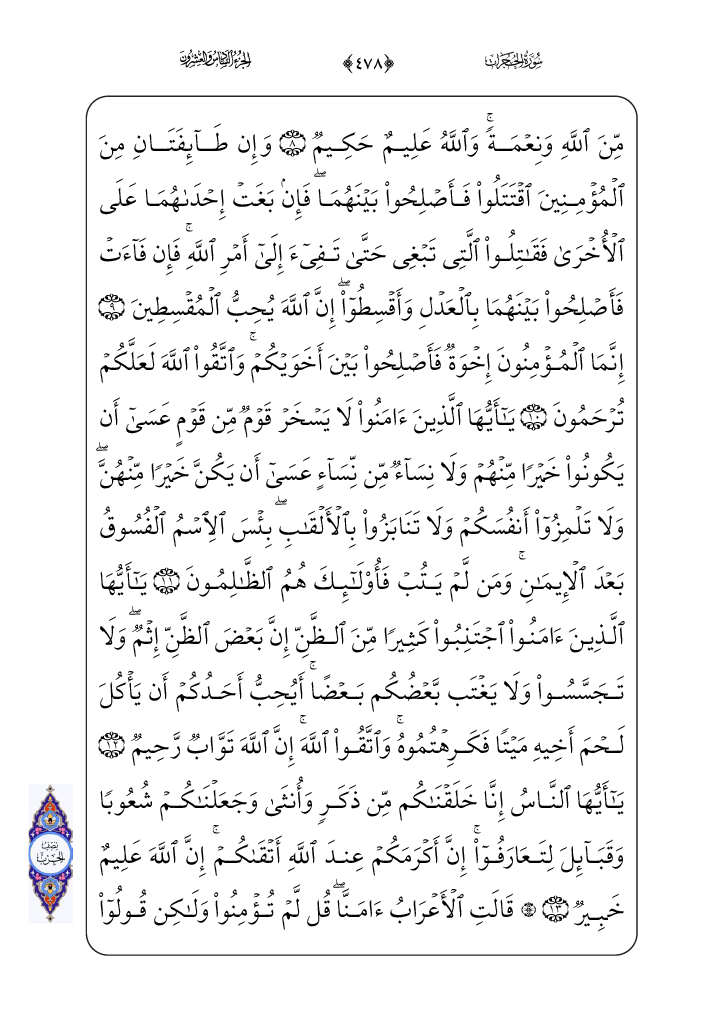 سُورَةُ الحُجُرَاتِ ﴿٤٧٨﴾ الجُزْءُ السَّادِسُ وَالعِشْرُونَ
مِّنَ ٱللَّهِ وَنِعۡمَةٗۚ وَٱللَّهُ عَلِيمٌ حَكِيمٞ ٨ وَإِن طَآئِفَتَانِ مِنَ
ٱلۡمُؤۡمِنِينَ ٱقۡتَتَلُواْ فَأَصۡلِحُواْ بَيۡنَهُمَاۖ فَإِنۢ بَغَتۡ إِحۡدَىٰهُمَا عَلَى
ٱلۡأُخۡرَىٰ فَقَٰتِلُواْ ٱلَّتِي تَبۡغِي حَتَّىٰ تَفِيٓءَ إِلَىٰٓ أَمۡرِ ٱللَّهِۚ فَإِن فَآءَتۡ
فَأَصۡلِحُواْ بَيۡنَهُمَا بِٱلۡعَدۡلِ وَأَقۡسِطُوٓاْۖ إِنَّ ٱللَّهَ يُحِبُّ ٱلۡمُقۡسِطِينَ ٩
إِنَّمَا ٱلۡمُؤۡمِنُونَ إِخۡوَةٞ فَأَصۡلِحُواْ بَيۡنَ أَخَوَيۡكُمۡۚ وَٱتَّقُواْ ٱللَّهَ لَعَلَّكُمۡ
تُرۡحَمُونَ ١٠ يَٰٓأَيُّهَا ٱلَّذِينَ ءَامَنُواْ لَا يَسۡخَرۡ قَوۡمٞ مِّن قَوۡمٍ عَسَىٰٓ أَن
يَكُونُواْ خَيۡرٗا مِّنۡهُمۡ وَلَا نِسَآءٞ مِّن نِّسَآءٍ عَسَىٰٓ أَن يَكُنَّ خَيۡرٗا مِّنۡهُنَّۖ
وَلَا تَلۡمِزُوٓاْ أَنفُسَكُمۡ وَلَا تَنَابَزُواْ بِٱلۡأَلۡقَٰبِۖ بِئۡسَ ٱلِٱسۡمُ ٱلۡفُسُوقُ
بَعۡدَ ٱلۡإِيمَٰنِۚ وَمَن لَّمۡ يَتُبۡ فَأُوْلَٰٓئِكَ هُمُ ٱلظَّٰلِمُونَ ١١ يَٰٓأَيُّهَا
ٱلَّذِينَ ءَامَنُواْ ٱجۡتَنِبُواْ كَثِيرٗا مِّنَ ٱلظَّنِّ إِنَّ بَعۡضَ ٱلظَّنِّ إِثۡمٞۖ وَلَا
تَجَسَّسُواْ وَلَا يَغۡتَب بَّعۡضُكُم بَعۡضًاۚ أَيُحِبُّ أَحَدُكُمۡ أَن يَأۡكُلَ
لَحۡمَ أَخِيهِ مَيۡتٗا فَكَرِهۡتُمُوهُۚ وَٱتَّقُواْ ٱللَّهَۚ إِنَّ ٱللَّهَ تَوَّابٞ رَّحِيمٞ ١٢
يَٰٓأَيُّهَا ٱلنَّاسُ إِنَّا خَلَقۡنَٰكُم مِّن ذَكَرٖ وَأُنثَىٰ وَجَعَلۡنَٰكُمۡ شُعُوبٗا
وَقَبَآئِلَ لِتَعَارَفُوٓاْۚ إِنَّ أَكۡرَمَكُمۡ عِندَ ٱللَّهِ أَتۡقَىٰكُمۡۚ إِنَّ ٱللَّهَ عَلِيمٌ
خَبِيرٞ ١٣ ۞ قَالَتِ ٱلۡأَعۡرَابُ ءَامَنَّاۖ قُل لَّمۡ تُؤۡمِنُواْ وَلَٰكِن قُولُوٓاْ
نِصْفُ
الحِزْبِ